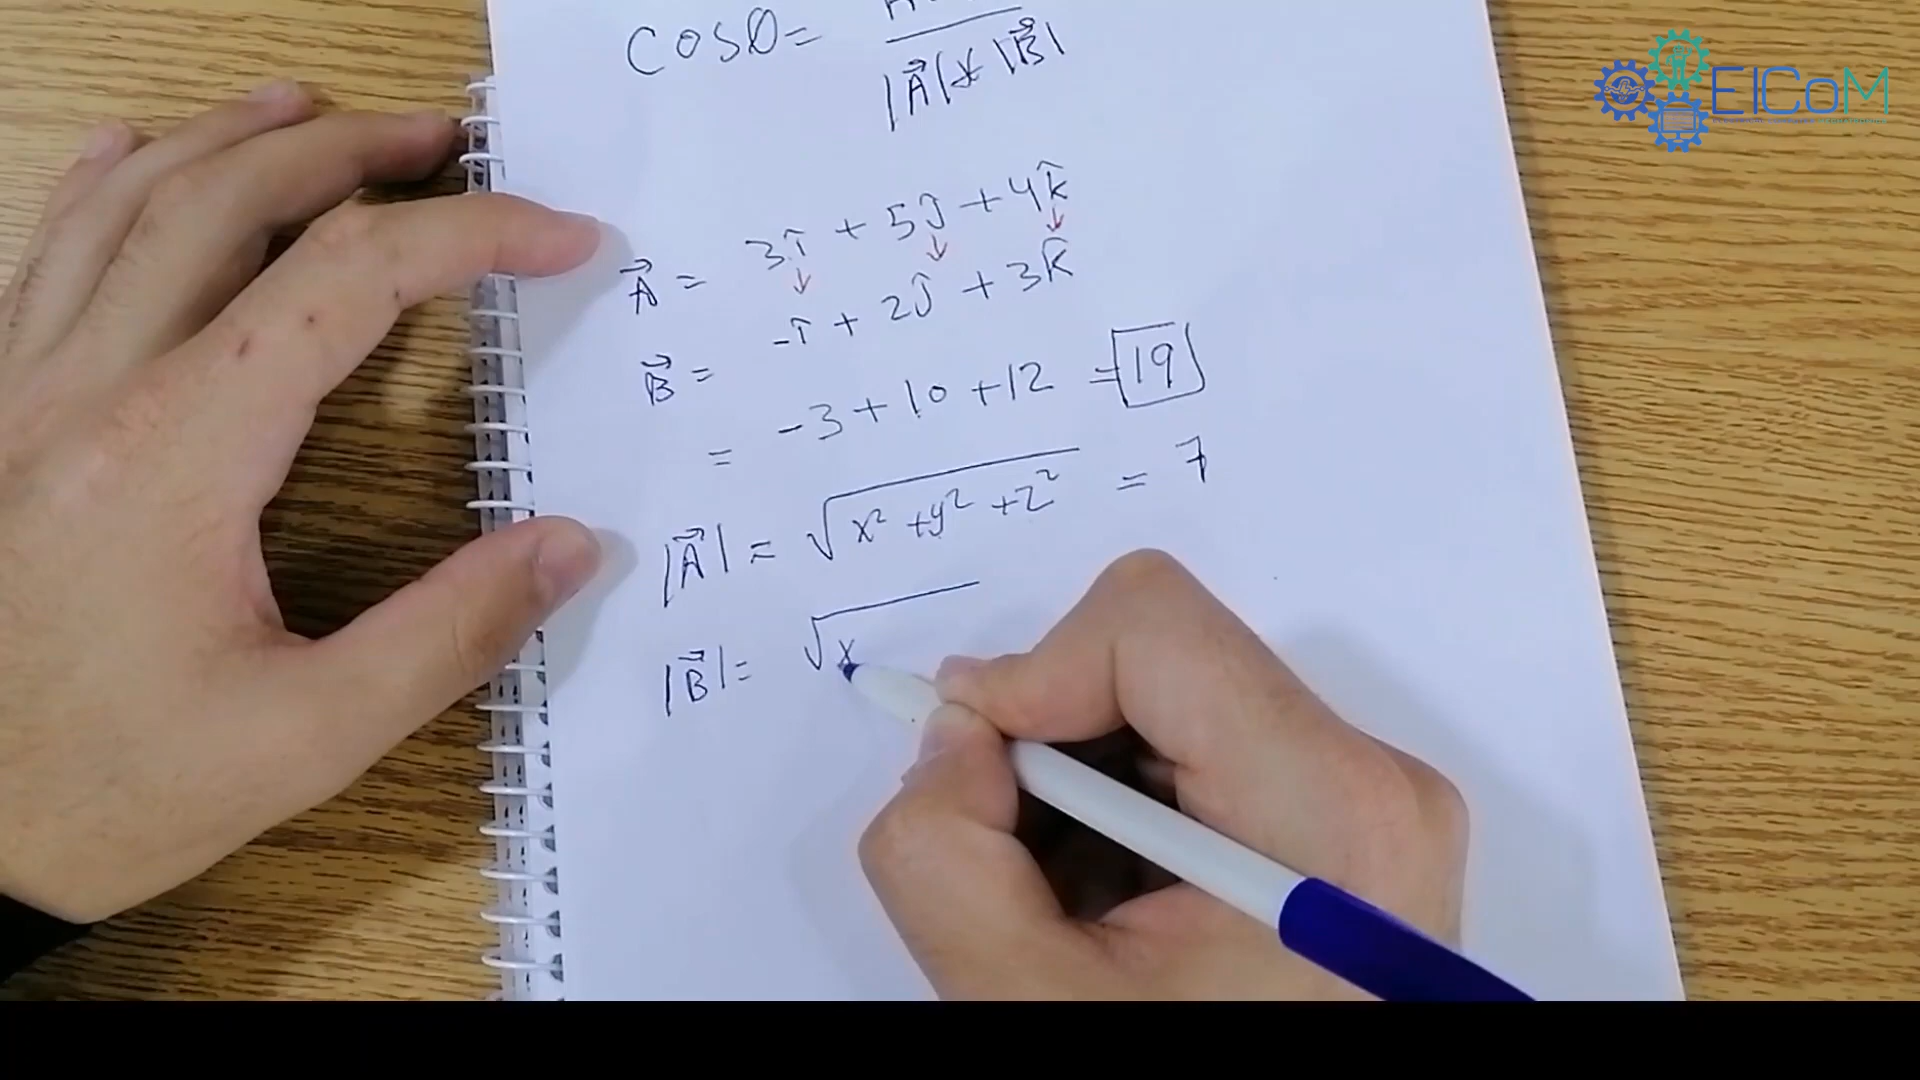 EICoM
cosθ =
|A⃗| * |B⃗|
A⃗ = 3î + 5ĵ + 4k̂
↓ ↓ ↓
B⃗ = -î + 2ĵ + 3k̂
= -3 + 10 + 12 = 19
|A⃗| = √x² + y² + z² = 7
|B⃗| = √x